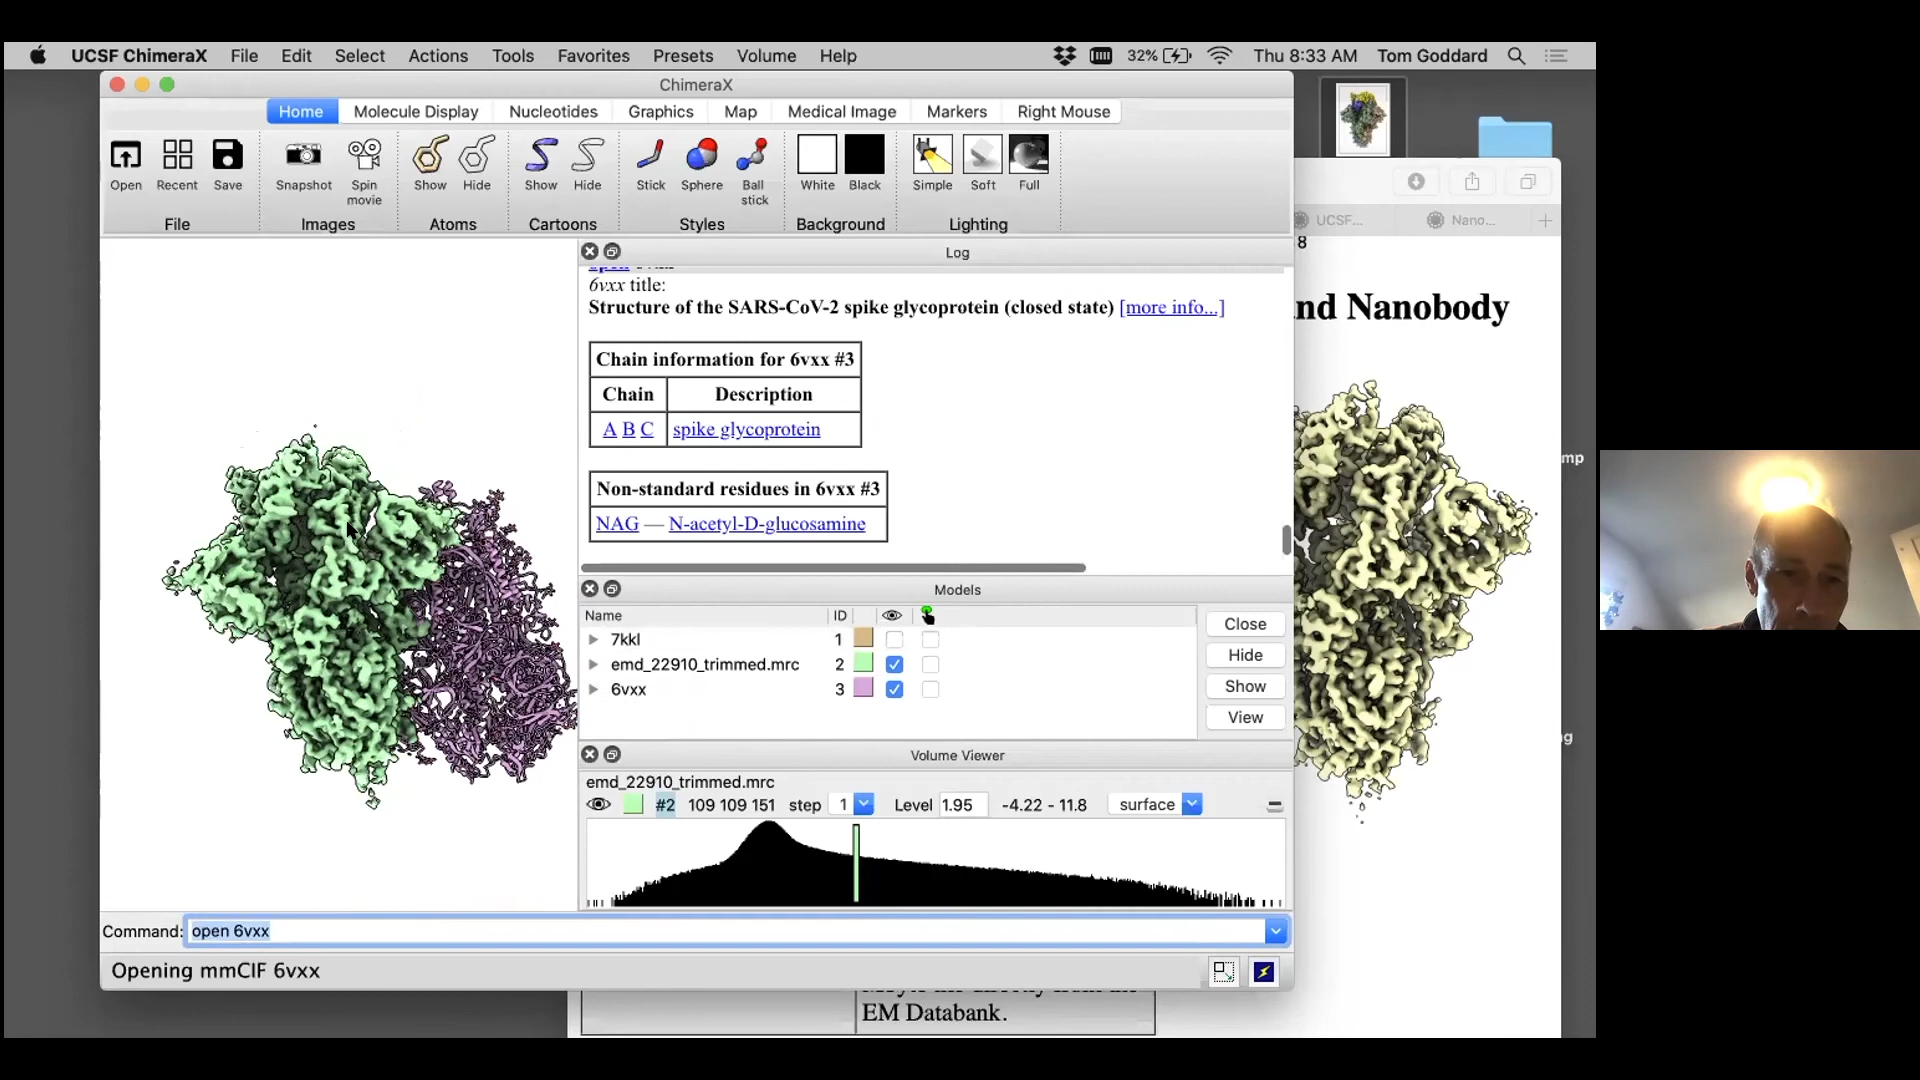 UCSF ChimeraX File Edit Select Actions Tools Favorites Presets Volume Help 32% Thu 8:33 AM Tom Goddard
ChimeraX
Home Molecule Display Nucleotides Graphics Map Medical Image Markers Right Mouse
Open Recent Save Snapshot Spin movie Show Hide Show Hide Stick Sphere Ball stick White Black Simple Soft Full
File Images Atoms Cartoons Styles Background Lighting
UCSF... Nano...
8
Log
6vxx title:
Structure of the SARS-CoV-2 spike glycoprotein (closed state) [more info...]
nd Nanobody
Chain information for 6vxx #3
Chain Description
A B C spike glycoprotein
mp
Non-standard residues in 6vxx #3
NAG — N-acetyl-D-glucosamine
Models
Name ID
7kkl 1
emd_22910_trimmed.mrc 2
6vxx 3
Close
Hide
Show
View
g
Volume Viewer
emd_22910_trimmed.mrc
#2 109 109 151 step 1 Level 1.95 -4.22 - 11.8 surface
Command: open 6vxx
Opening mmCIF 6vxx
EM Databank.